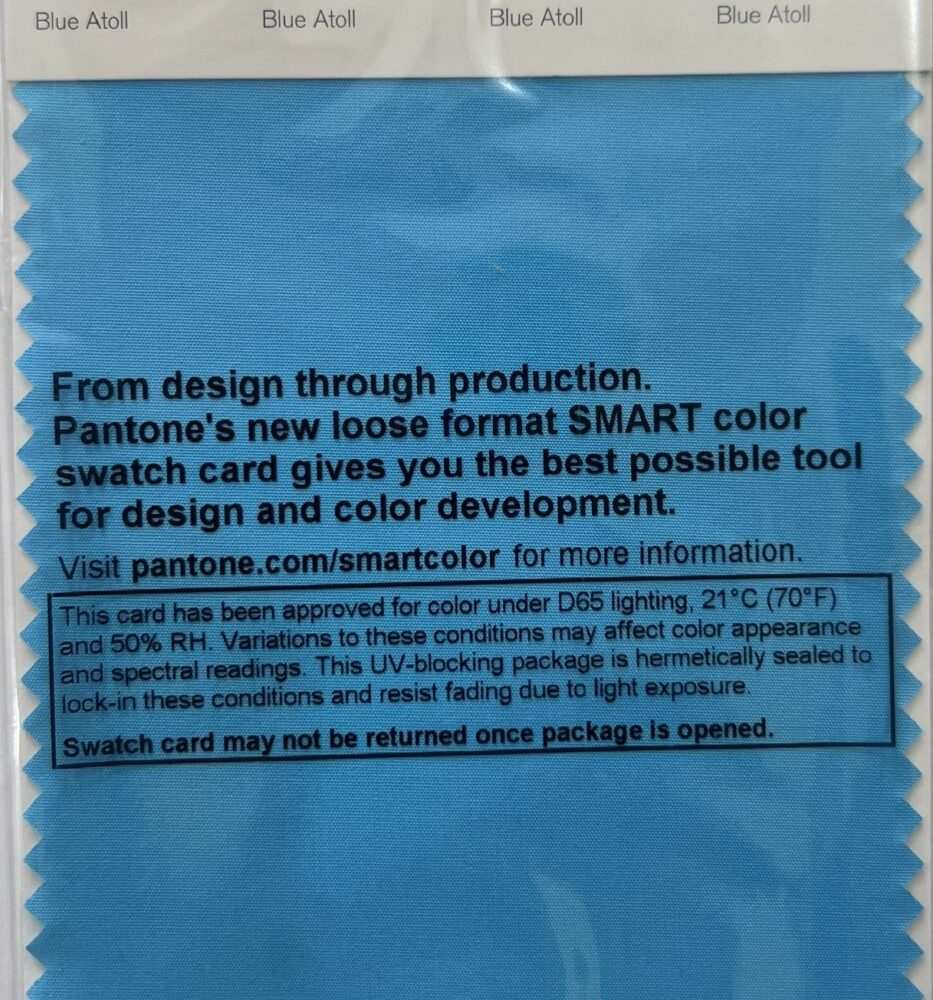 Blue Atoll Blue Atoll Blue Atoll Blue Atoll
From design through production.
Pantone's new loose format SMART color
swatch card gives you the best possible tool
for design and color development.
Visit pantone.com/smartcolor for more information.
This card has been approved for color under D65 lighting, 21°C (70°F)
and 50% RH. Variations to these conditions may affect color appearance
and spectral readings. This UV-blocking package is hermetically sealed to
lock-in these conditions and resist fading due to light exposure.
Swatch card may not be returned once package is opened.